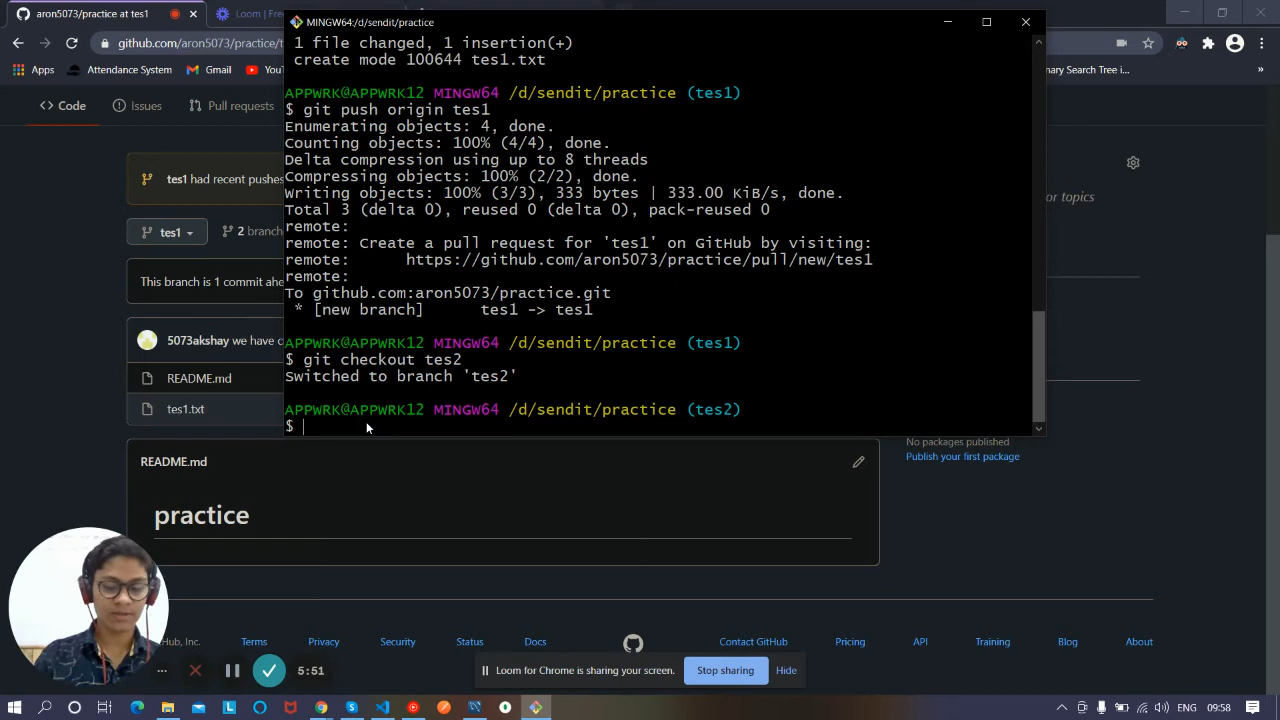 aron5073/practice at tes1
Loom | Fre
MINGW64:/d/sendit/practice
github.com/aron5073/practice/t
Apps
Attendance System
Gmail
You
inary Search Tree i...
»
Code
Issues
Pull requests
tes1 had recent pushes
tes1
2 branch
This branch is 1 commit ahe
5073akshay we have c
README.md
tes1.txt
1 file changed, 1 insertion(+)
create mode 100644 tes1.txt
APPWRK@APPWRK12 MINGW64 /d/sendit/practice (tes1)
$ git push origin tes1
Enumerating objects: 4, done.
Counting objects: 100% (4/4), done.
Delta compression using up to 8 threads
Compressing objects: 100% (2/2), done.
Writing objects: 100% (3/3), 333 bytes | 333.00 KiB/s, done.
Total 3 (delta 0), reused 0 (delta 0), pack-reused 0
remote:
remote: Create a pull request for 'tes1' on GitHub by visiting:
remote:      https://github.com/aron5073/practice/pull/new/tes1
remote:
To github.com:aron5073/practice.git
* [new branch]      tes1 -> tes1
APPWRK@APPWRK12 MINGW64 /d/sendit/practice (tes1)
$ git checkout tes2
Switched to branch 'tes2'
APPWRK@APPWRK12 MINGW64 /d/sendit/practice (tes2)
$
or topics
No packages published
Publish your first package
README.md
practice
Hub, Inc.
Terms
Privacy
Security
Status
Docs
Contact GitHub
Pricing
API
Training
Blog
About
5:51
Loom for Chrome is sharing your screen.
Stop sharing
Hide
ENG
09:58